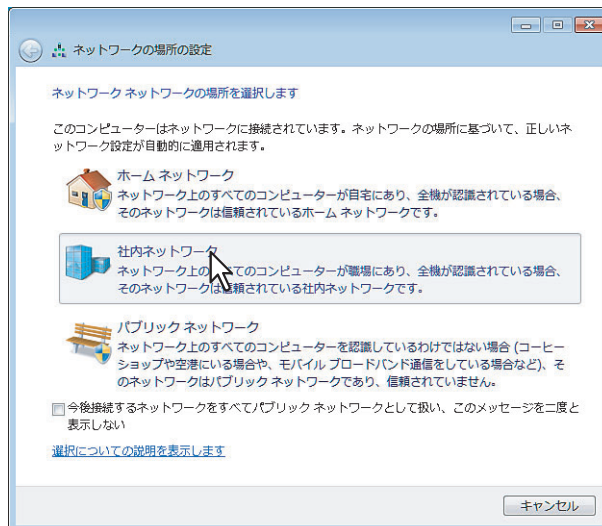 ネットワークの場所の設定
ネットワーク ネットワークの場所を選択します
このコンピューターはネットワークに接続されています。ネットワークの場所に基づいて、正しいネ
ットワーク設定が自動的に適用されます。
ホーム ネットワーク
ネットワーク上のすべてのコンピューターが自宅にあり、全機が認識されている場合、
そのネットワークは信頼されているホーム ネットワークです。
社内ネットワーク
ネットワーク上のすべてのコンピューターが職場にあり、全機が認識されている場合、
そのネットワークは信頼されている社内ネットワークです。
パブリック ネットワーク
ネットワーク上のすべてのコンピューターを認識しているわけではない場合 (コーヒー
ショップや空港にいる場合や、モバイル ブロードバンド通信をしている場合など)、そ
のネットワークはパブリック ネットワークであり、信頼されていません。
今後接続するネットワークをすべてパブリック ネットワークとして扱い、このメッセージを二度と
表示しない
選択についての説明を表示します
キャンセル